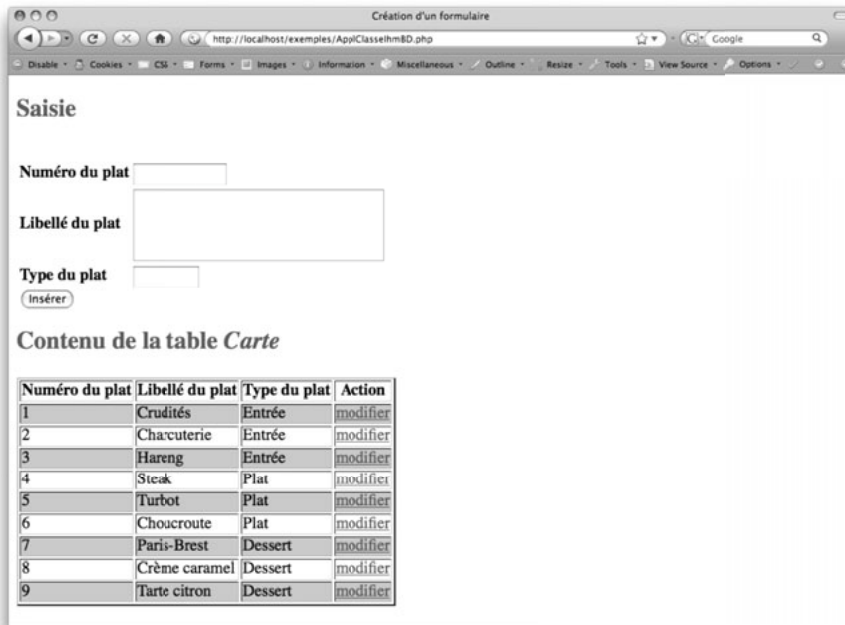 Création d'un formulaire
http://localhost/exemples/ApplClasseIhmBD.php
Google
Disable Cookies CSS Forms Images Information Miscellaneous Outline Resize Tools View Source Options
Saisie
Numéro du plat
Libellé du plat
Type du plat
Insérer
Contenu de la table Carte
Numéro du plat Libellé du plat Type du plat Action
1 Crudités Entrée modifier
2 Charcuterie Entrée modifier
3 Hareng Entrée modifier
4 Steak Plat modifier
5 Turbot Plat modifier
6 Choucroute Plat modifier
7 Paris-Brest Dessert modifier
8 Crème caramel Dessert modifier
9 Tarte citron Dessert modifier